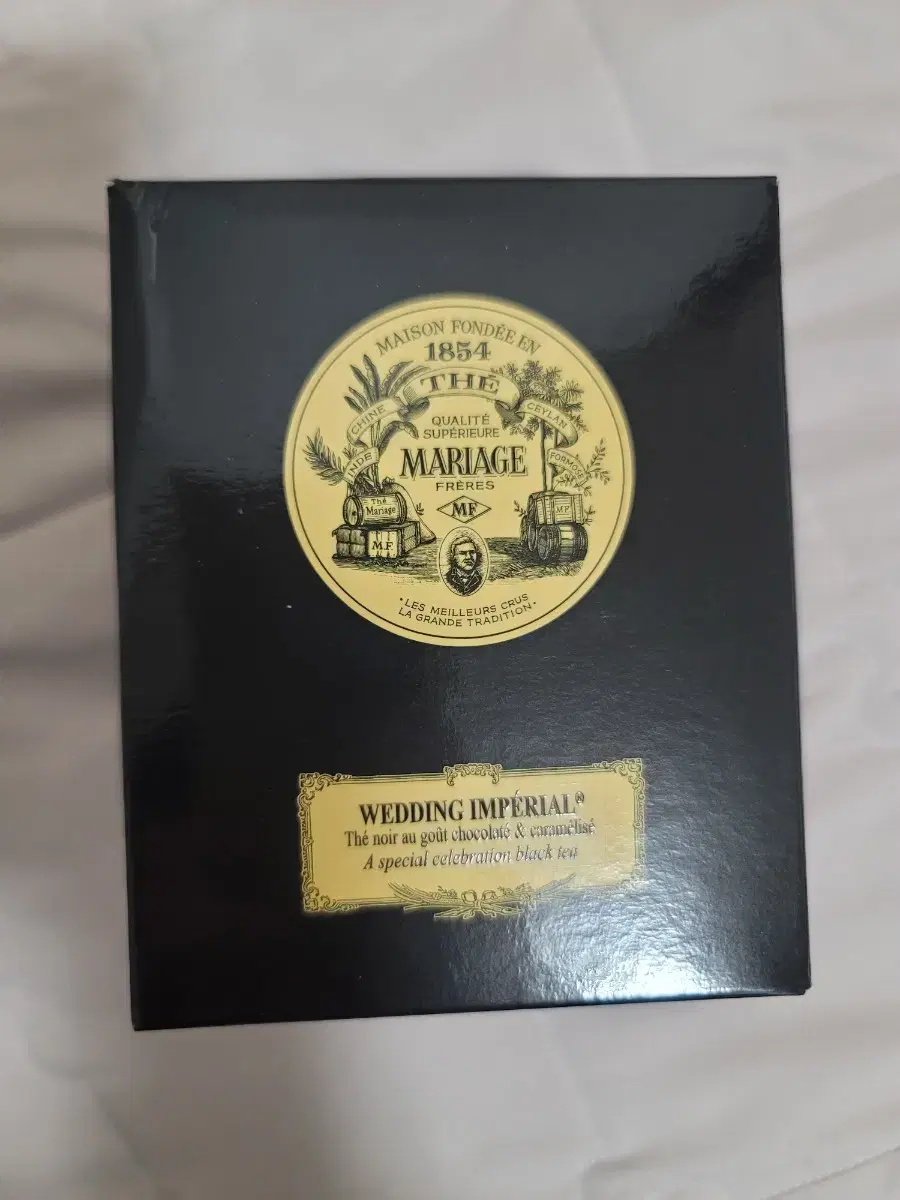 MAISON FONDÉE EN
1854
THÉ
CHINE
CEYLAN
INDE
FORMOSE
QUALITÉ
SUPÉRIEURE
MARIAGE
FRÈRES
MF
Thé
Mariage
M.F.
MF
•LES MEILLEURS CRUS
LA GRANDE TRADITION•
WEDDING IMPÉRIAL®
Thé noir au goût chocolaté & caramélisé
A special celebration black tea